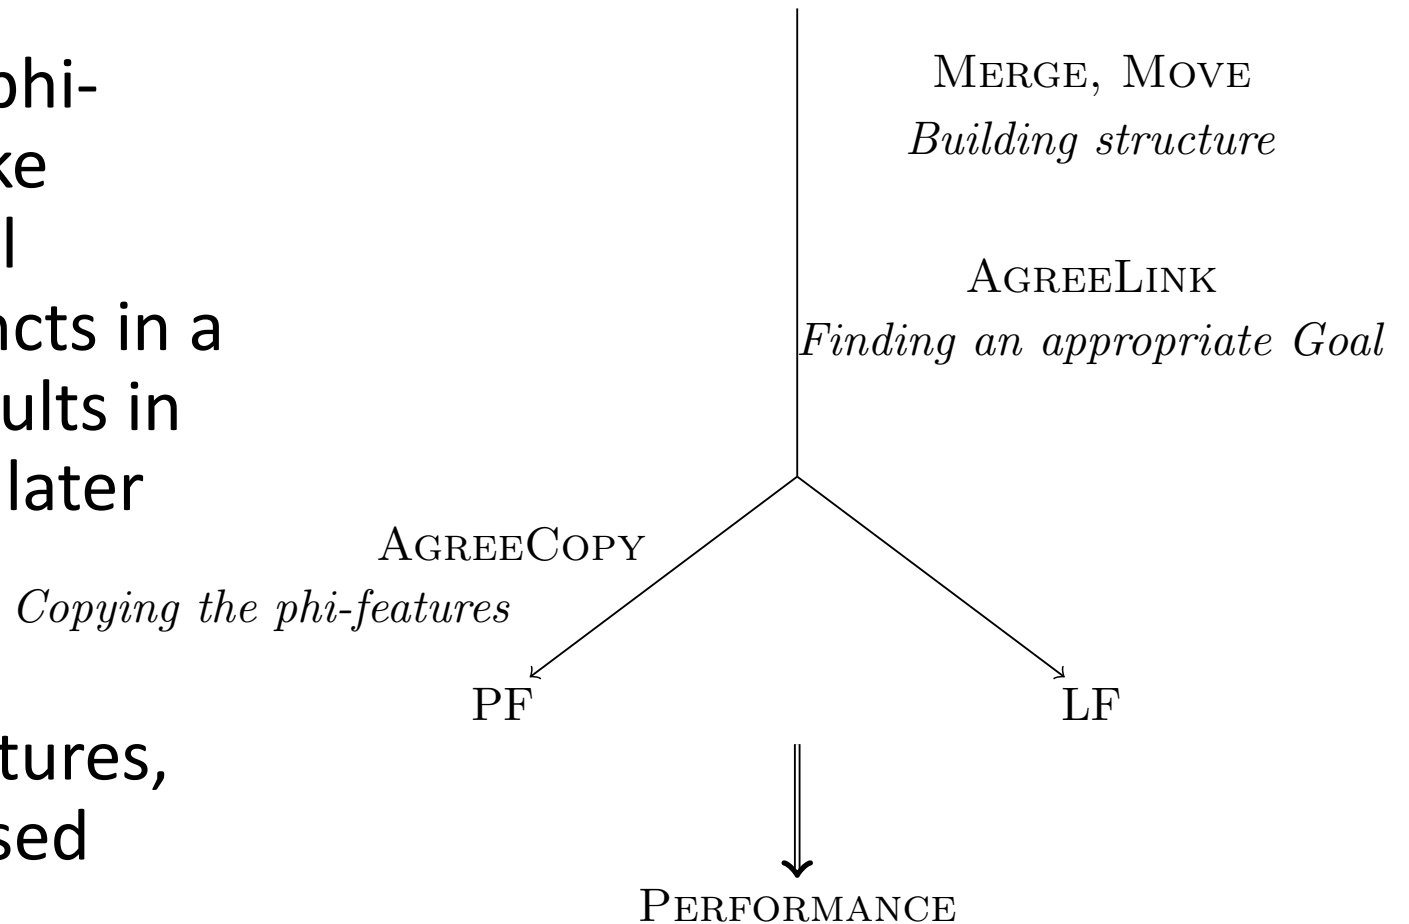 phi-
ke
l
ncts in a
ults in
later
tures,
sed
MERGE, MOVE
Building structure
AGREELINK
Finding an appropriate Goal
AGREECOPY
Copying the phi-features
PF
LF
PERFORMANCE